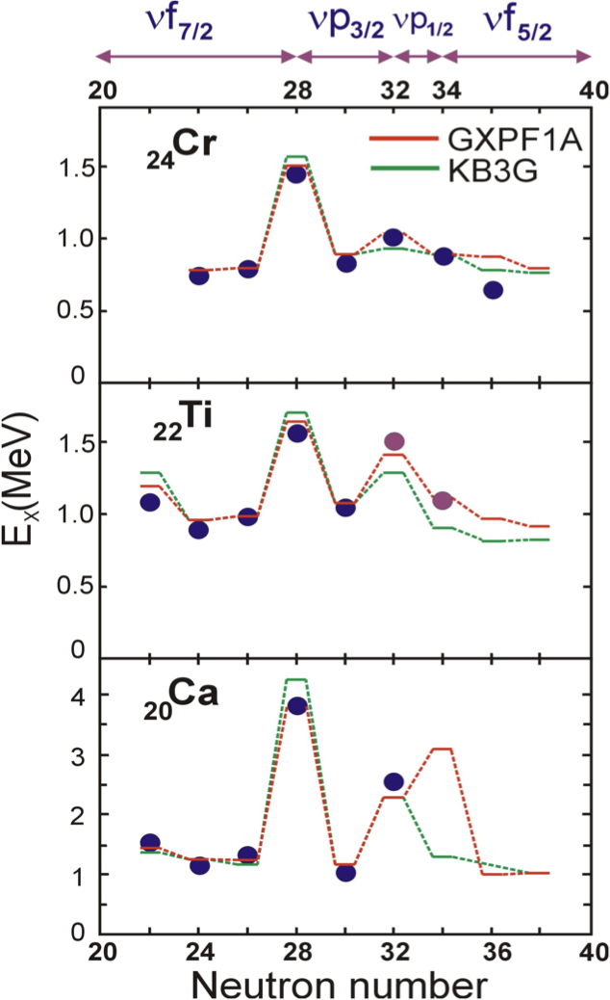 νf7/2 νp3/2 νp1/2 νf5/2
20 28 32 34 40
24Cr
GXPF1A
KB3G
1.5
1.0
0.5
0
22Ti
1.5
1.0
0.5
0
Ex(MeV)
20Ca
4
3
2
1
0
20 24 28 32 36 40
Neutron number